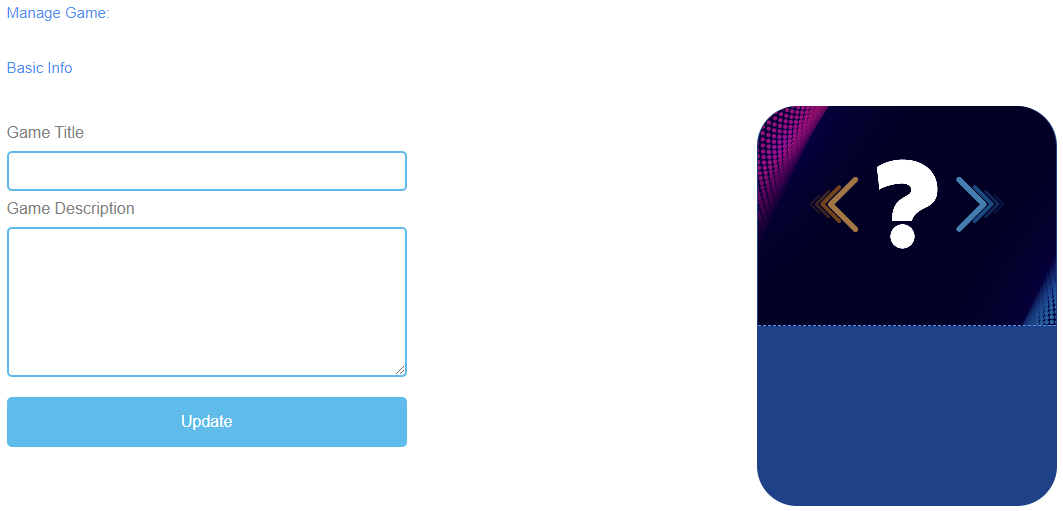 Manage Game:
Basic Info
Game Title
Game Description
Update
?